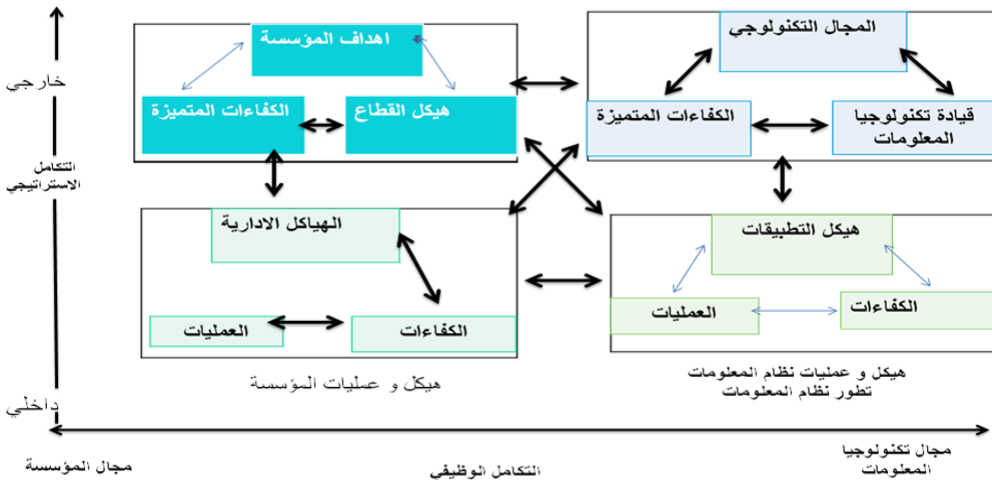 اهداف المؤسسة
المجال التكنولوجي
خارجي
الكفاءات المتميزة
هيكل القطاع
الكفاءات المتميزة
قيادة تكنولوجيا
المعلومات
التكامل
الاستراتيجي
الهياكل الادارية
هيكل التطبيقات
العمليات
الكفاءات
العمليات
الكفاءات
هيكل و عمليات المؤسسة
هيكل و عمليات نظام المعلومات
تطور نظام المعلومات
داخلي
مجال المؤسسة
التكامل الوظيفي
مجال تكنولوجيا
المعلومات